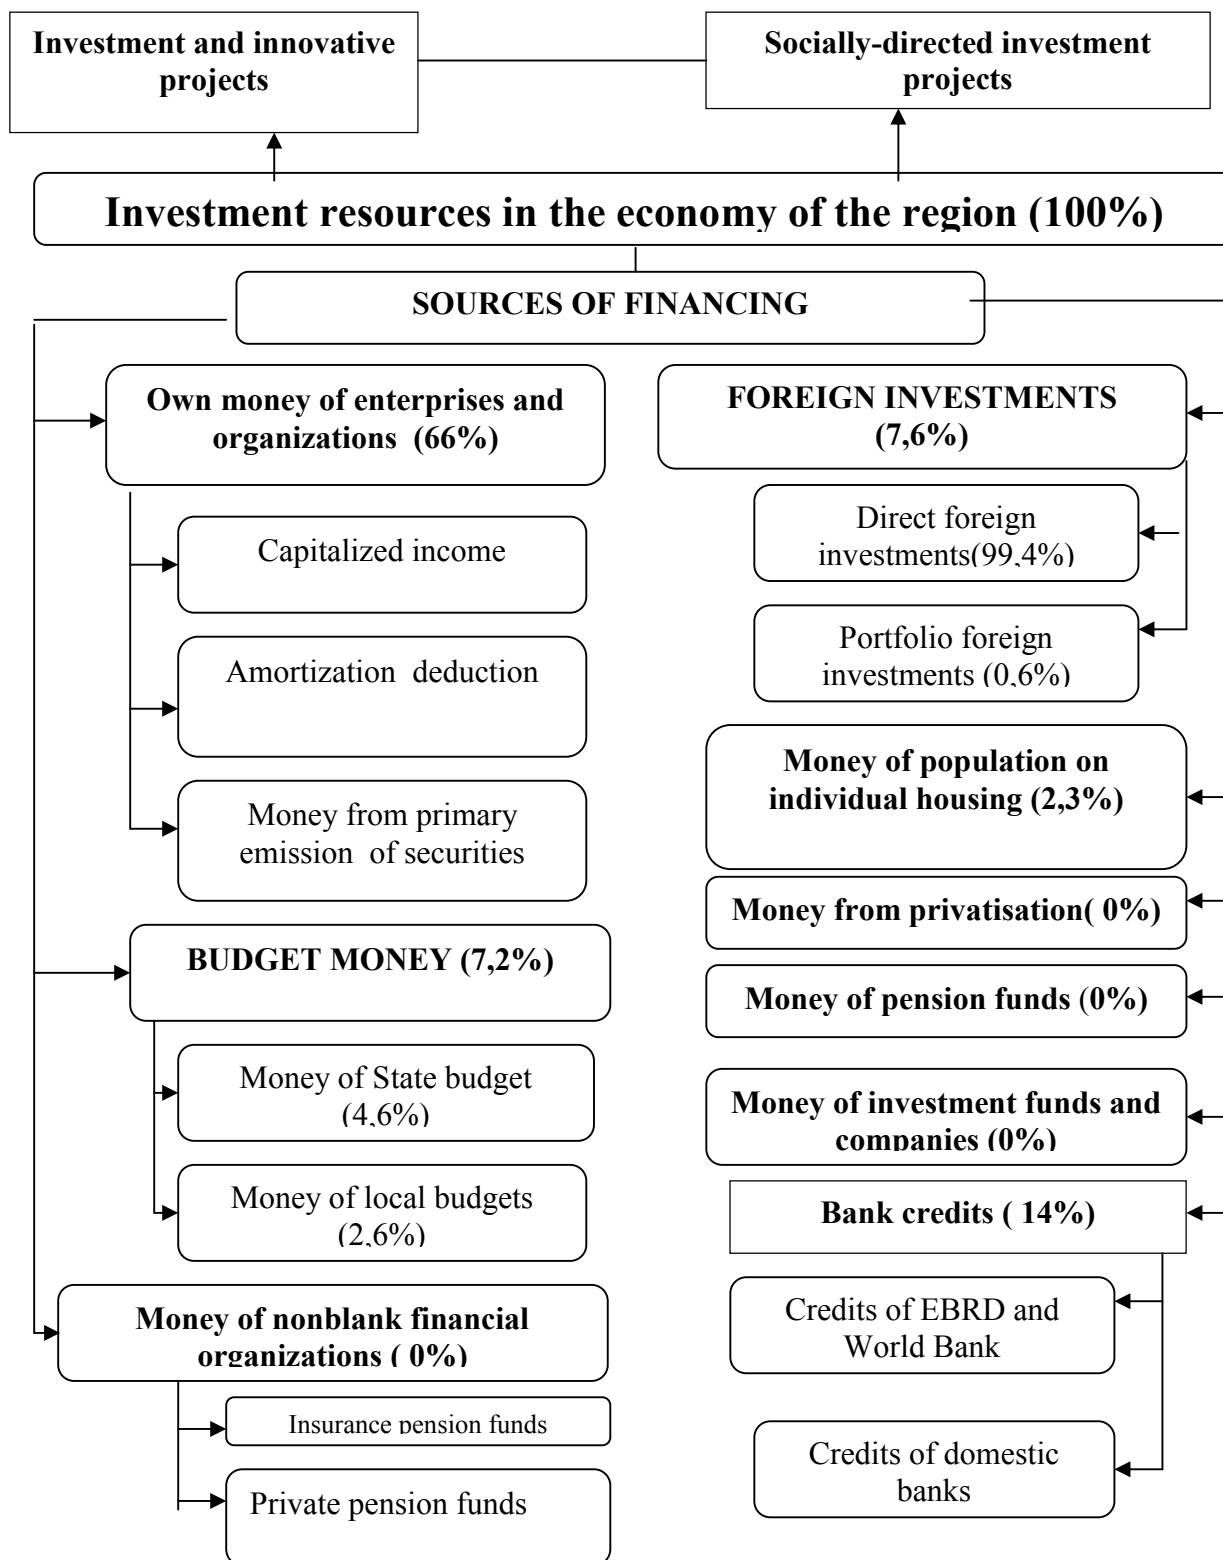 Investment and innovative
projects
Socially-directed investment
projects
Investment resources in the economy of the region (100%)
SOURCES OF FINANCING
Own money of enterprises and
organizations (66%)
Capitalized income
Amortization deduction
Money from primary
emission of securities
BUDGET MONEY (7,2%)
Money of State budget
(4,6%)
Money of local budgets
(2,6%)
Money of nonblank financial
organizations ( 0%)
Insurance pension funds
Private pension funds
FOREIGN INVESTMENTS
(7,6%)
Direct foreign
investments(99,4%)
Portfolio foreign
investments (0,6%)
Money of population on
individual housing (2,3%)
Money from privatisation( 0%)
Money of pension funds (0%)
Money of investment funds and
companies (0%)
Bank credits ( 14%)
Credits of EBRD and
World Bank
Credits of domestic
banks